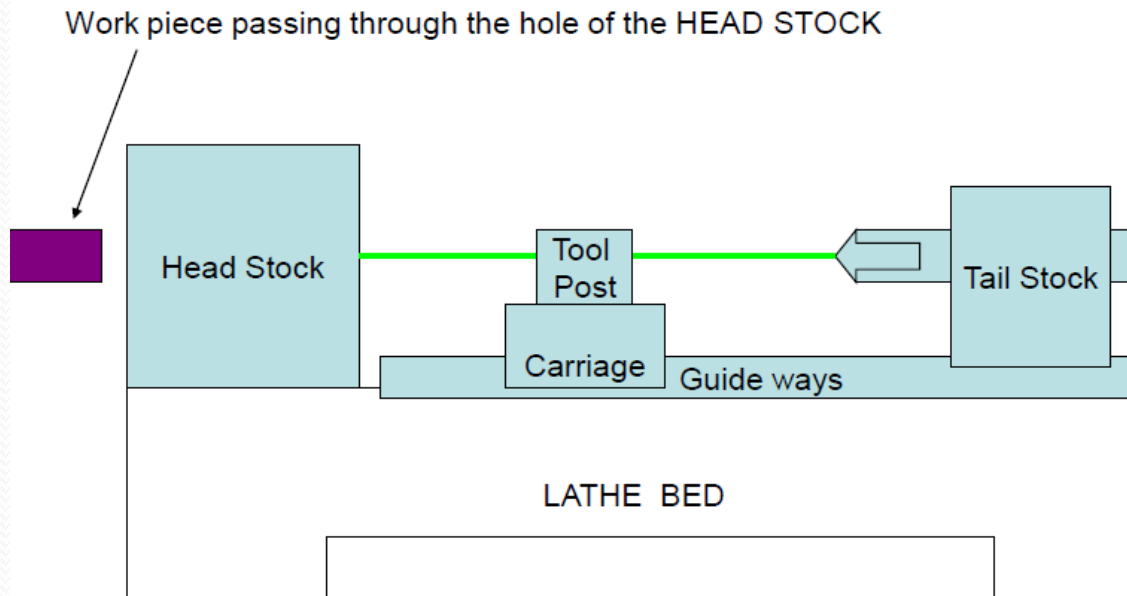 Work piece passing through the hole of the HEAD STOCK
Head Stock
Tool
Post
Tail Stock
Carriage
Guide ways
LATHE BED